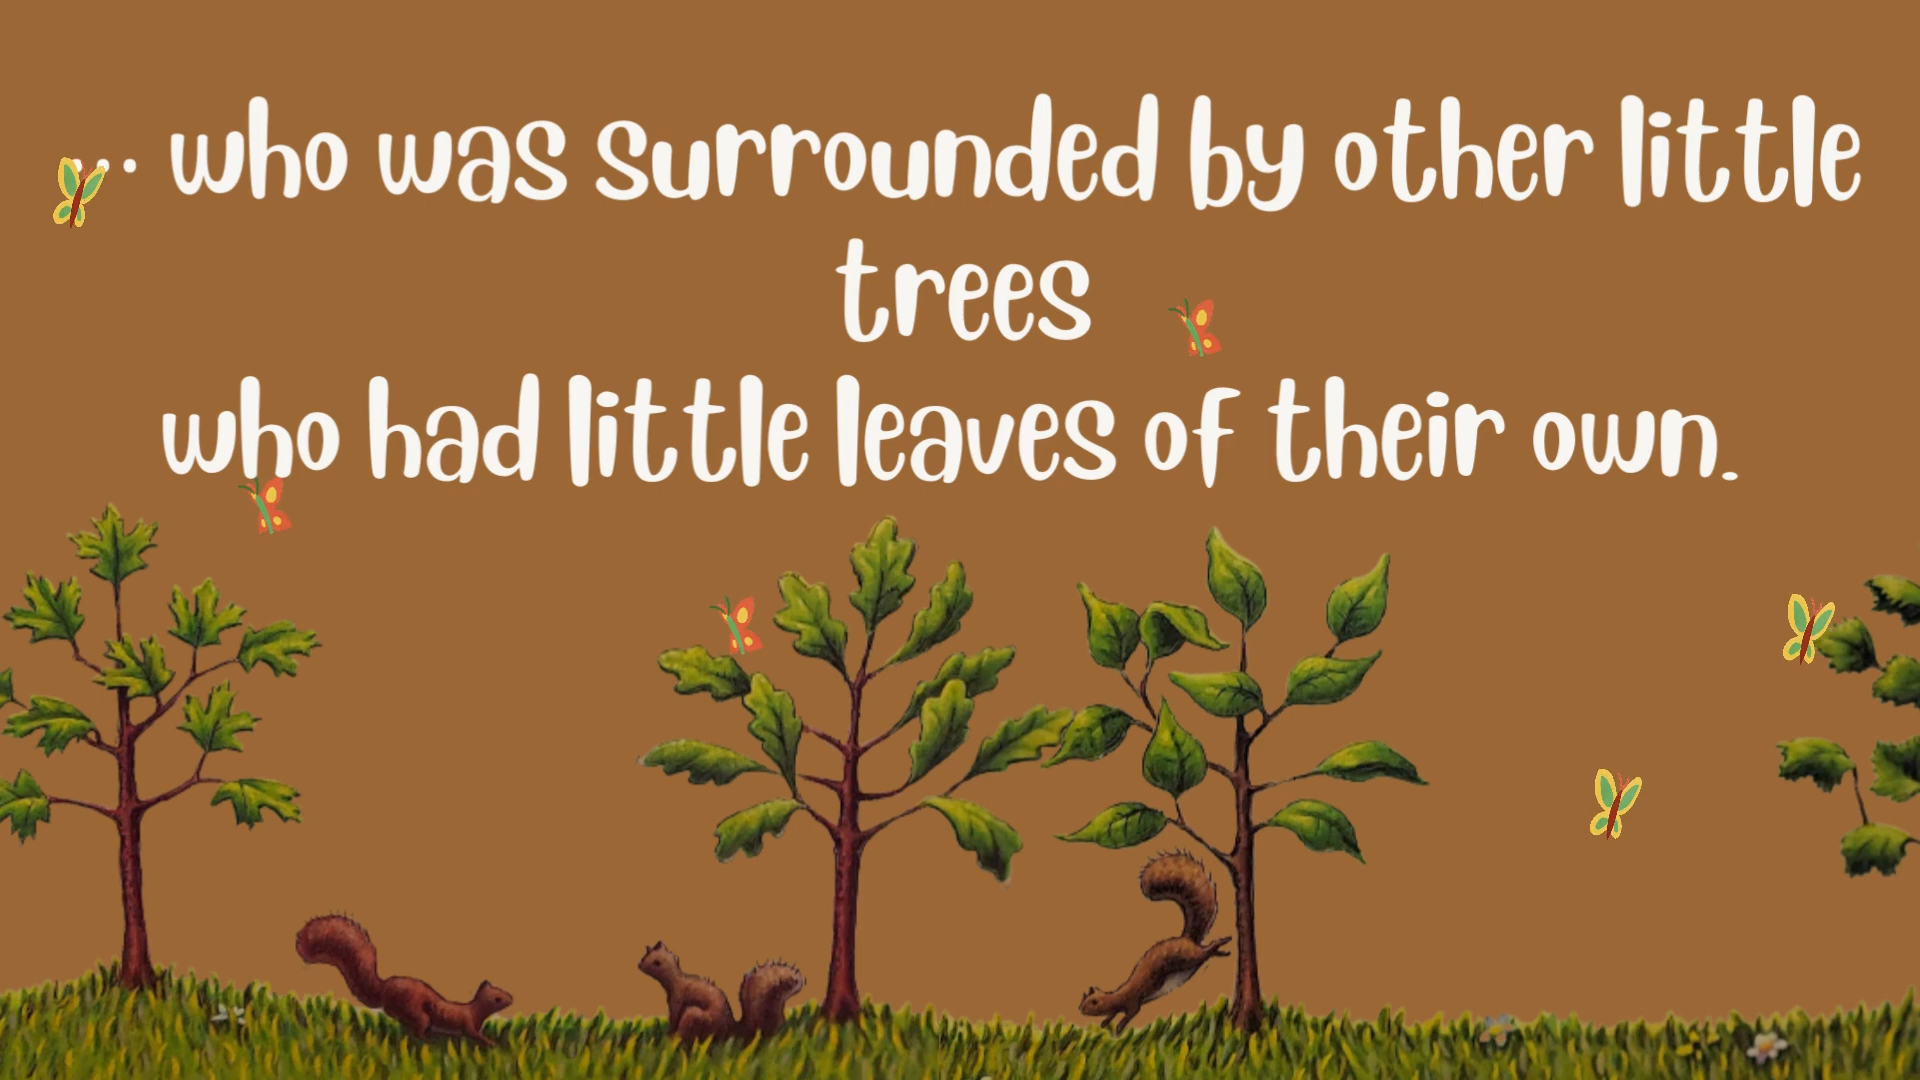 ... who was surrounded by other little
trees
who had little leaves of their own.